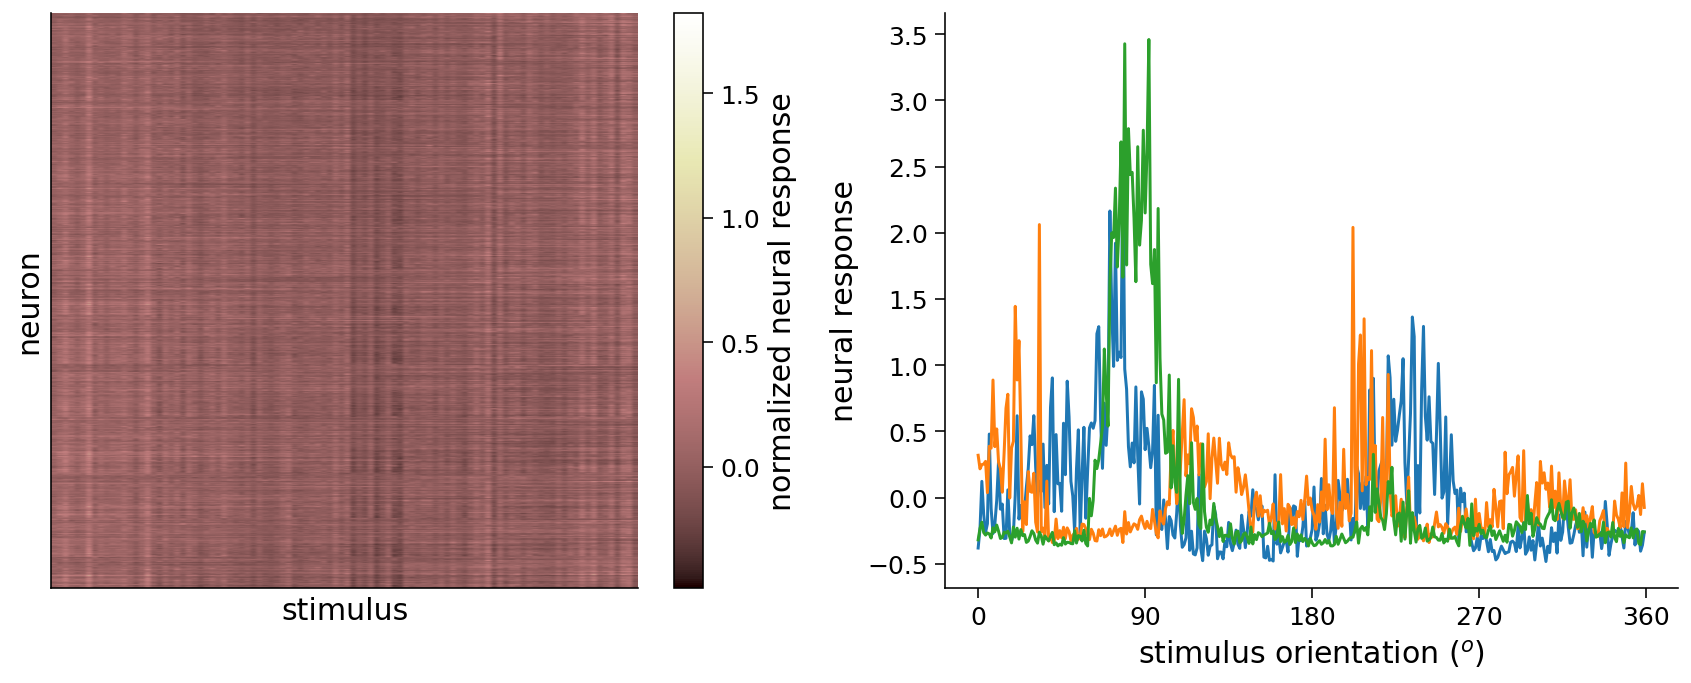 neuron
stimulus
1.5
1.0
0.5
0.0
normalized neural response
neural response
3.5
3.0
2.5
2.0
1.5
1.0
0.5
0.0
−0.5
0 90 180 270 360
stimulus orientation (o)